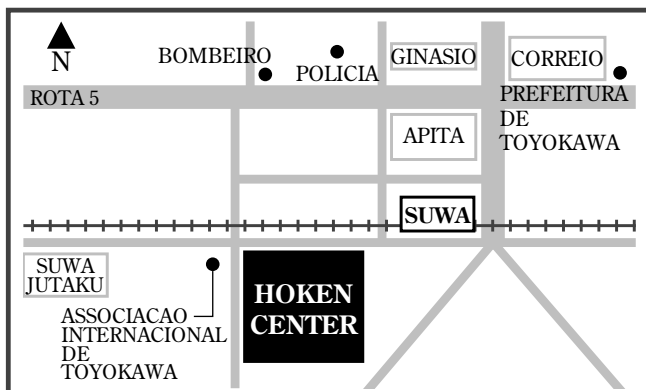 N
BOMBEIRO
POLICIA
GINASIO
CORREIO
ROTA 5
PREFEITURA
DE
TOYOKAWA
APITA
SUWA
SUWA
JUTAKU
HOKEN
CENTER
ASSOCIACAO
INTERNACIONAL
DE
TOYOKAWA